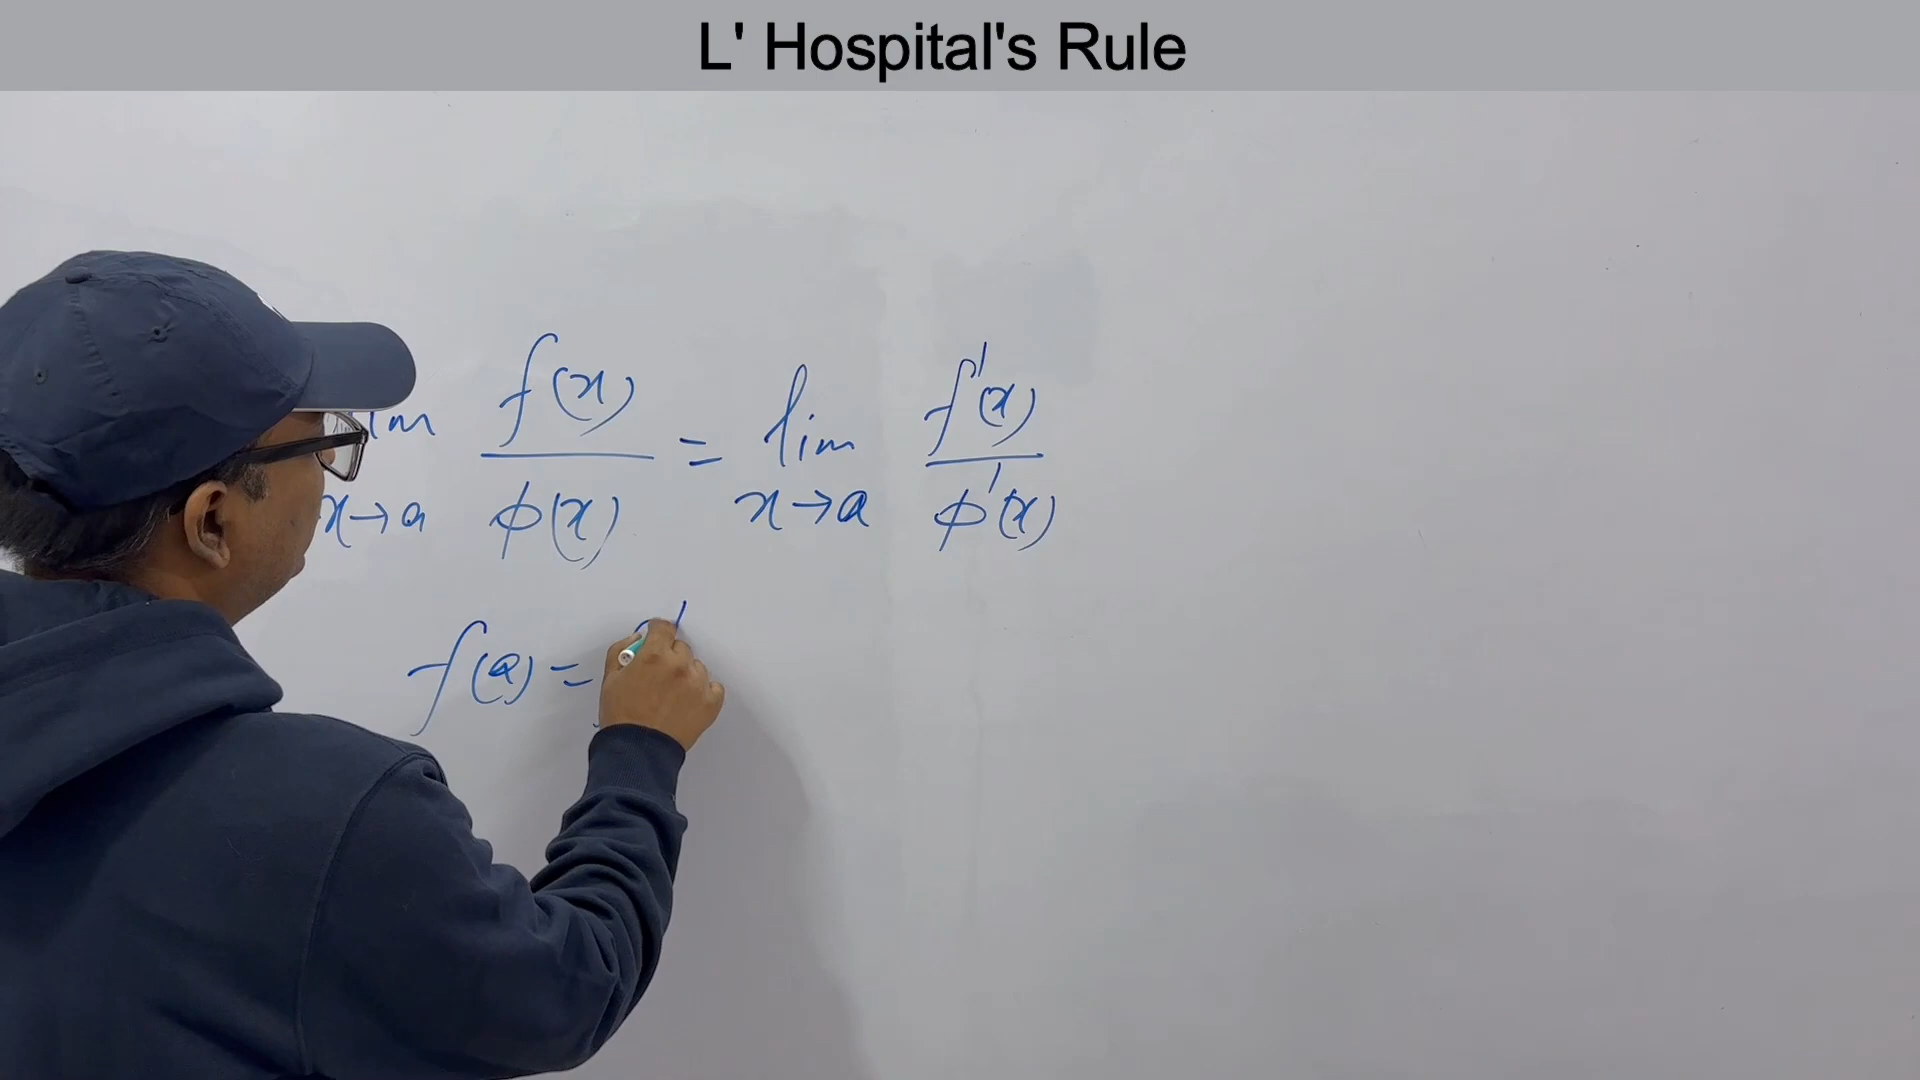 L' Hospital's Rule
lim f(x) / φ(x) = lim f'(x) / φ'(x)
x→a x→a
f(a) =